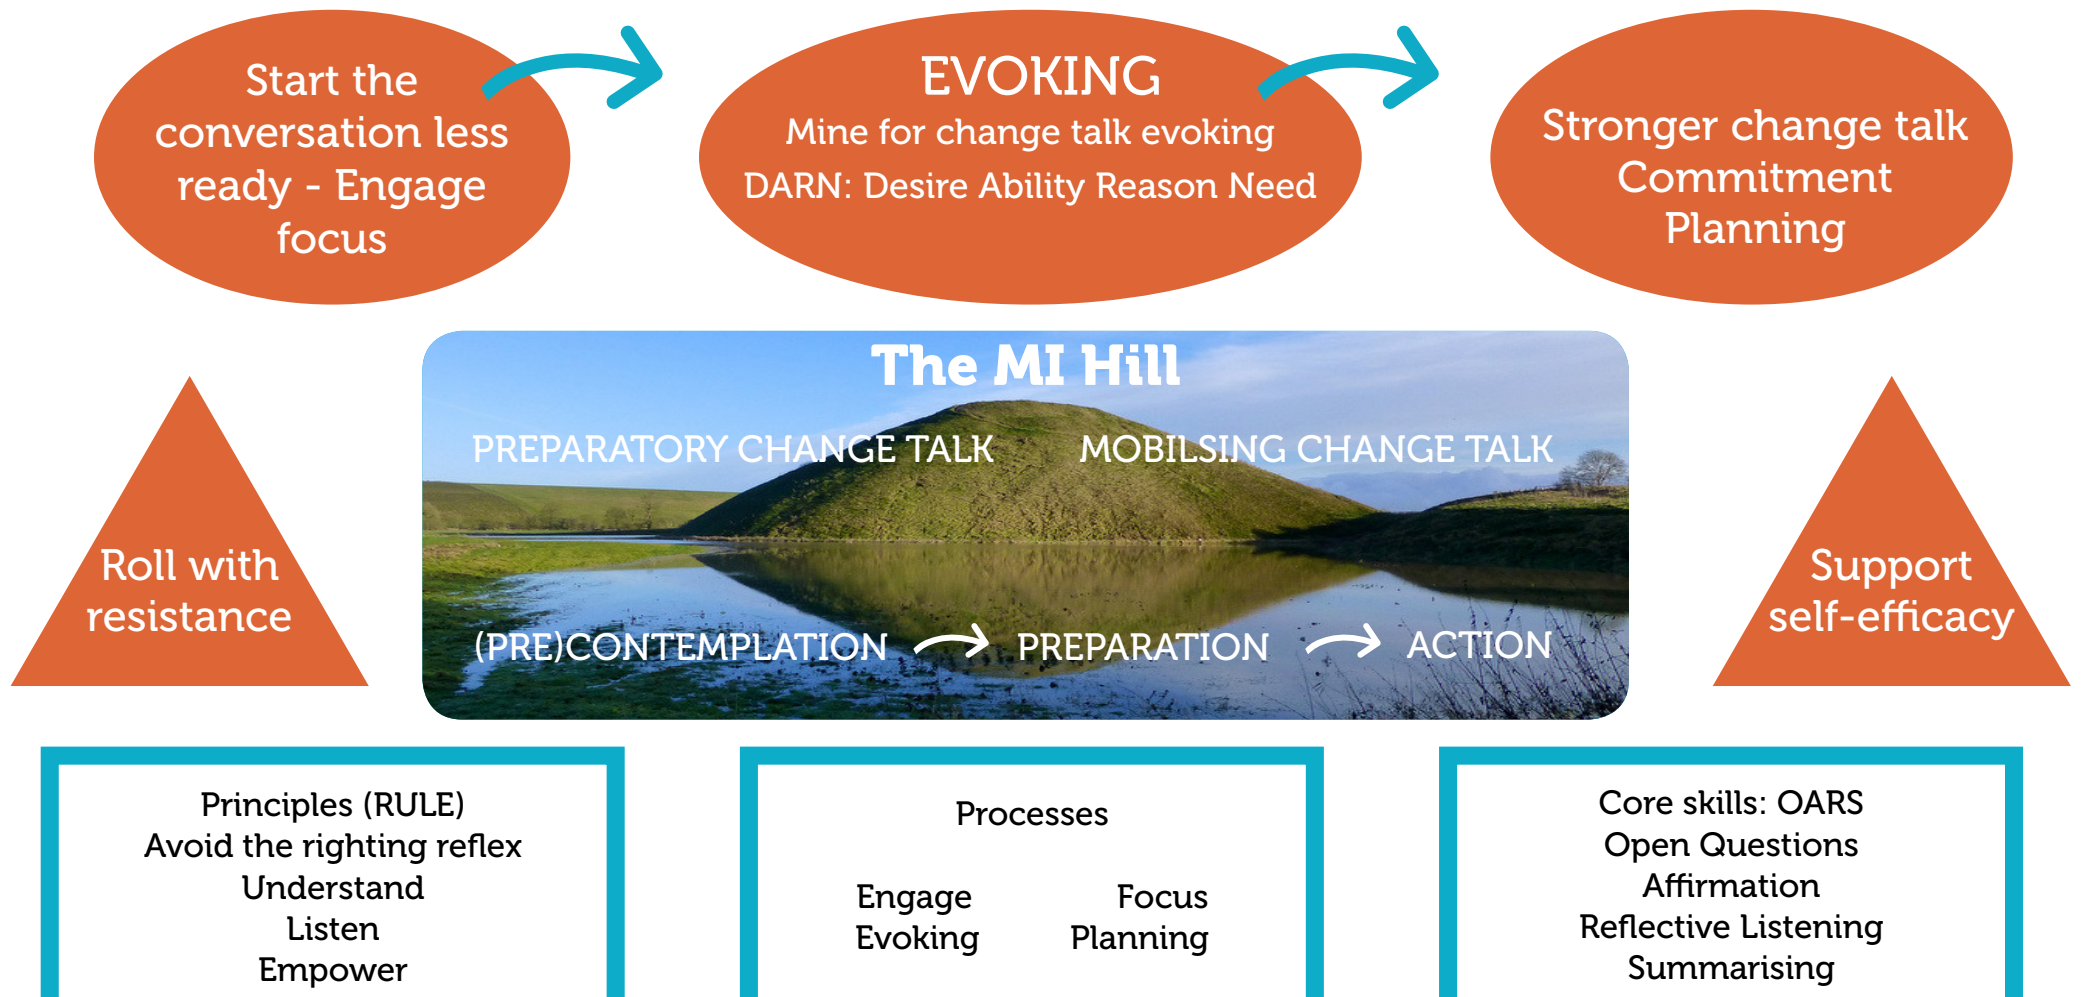 Start the
conversation less
ready - Engage
focus
EVOKING
Mine for change talk evoking
DARN: Desire Ability Reason Need
Stronger change talk
Commitment
Planning
The MI Hill
PREPARATORY CHANGE TALK
MOBILSING CHANGE TALK
(PRE)CONTEMPLATION
PREPARATION
ACTION
Roll with
resistance
Support
self-efficacy
Principles (RULE)
Avoid the righting reflex
Understand
Listen
Empower
Processes
Engage Focus
Evoking Planning
Core skills: OARS
Open Questions
Affirmation
Reflective Listening
Summarising